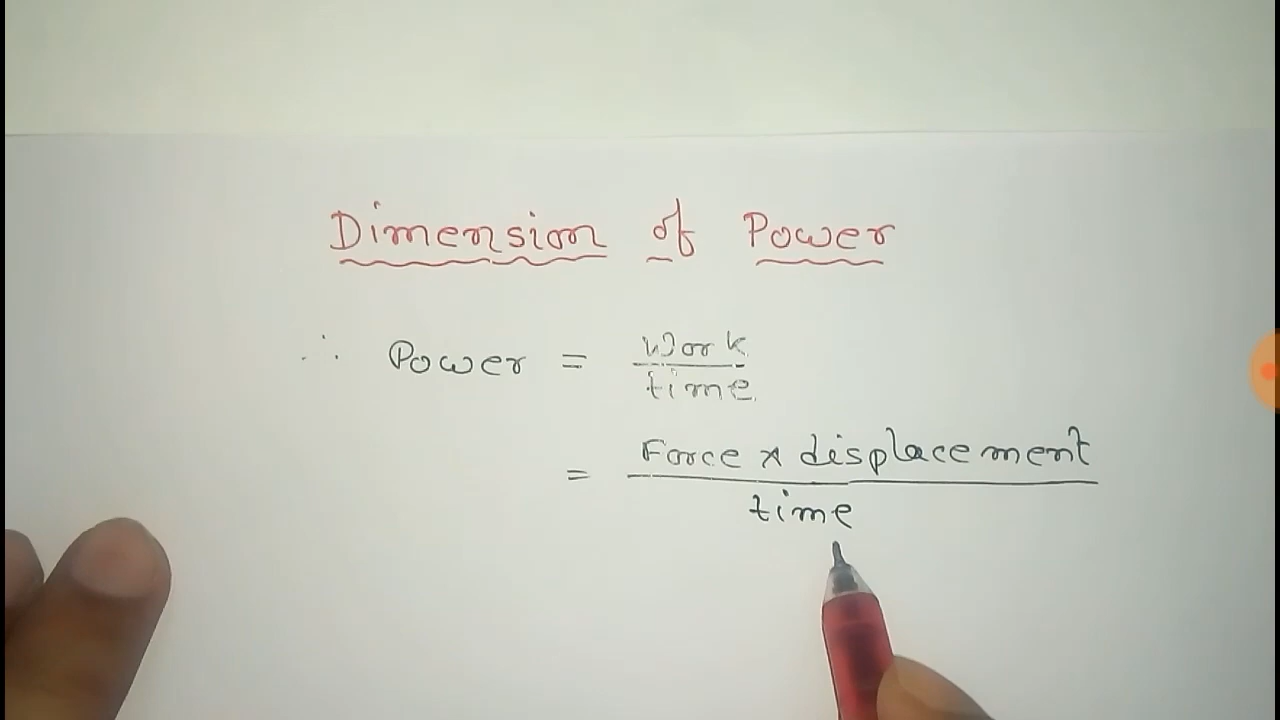 Dimension of Power
∴ Power = Work / time
= Force × displacement / time